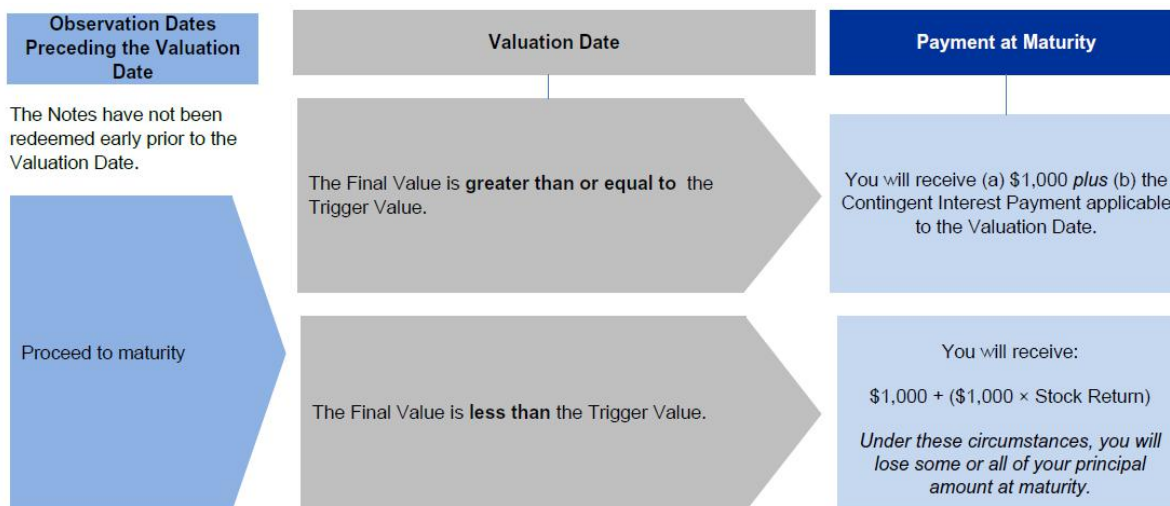 Observation Dates
Preceding the Valuation
Date
Valuation Date
Payment at Maturity
The Notes have not been
redeemed early prior to the
Valuation Date.
The Final Value is greater than or equal to the
Trigger Value.
You will receive (a) $1,000 plus (b) the
Contingent Interest Payment applicable
to the Valuation Date.
Proceed to maturity
The Final Value is less than the Trigger Value.
You will receive:
$1,000 + ($1,000 × Stock Return)
Under these circumstances, you will
lose some or all of your principal
amount at maturity.